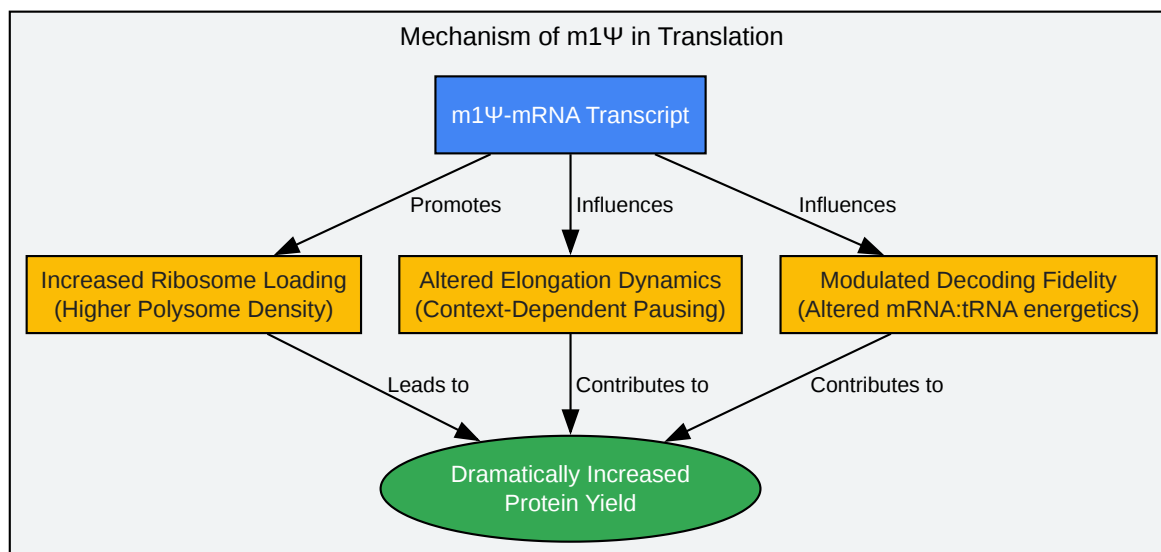 Mechanism of m1Ψ in Translation
m1Ψ-mRNA Transcript
Promotes
Influences
Influences
Increased Ribosome Loading
(Higher Polysome Density)
Altered Elongation Dynamics
(Context-Dependent Pausing)
Modulated Decoding Fidelity
(Altered mRNA:tRNA energetics)
Leads to
Contributes to
Contributes to
Dramatically Increased
Protein Yield